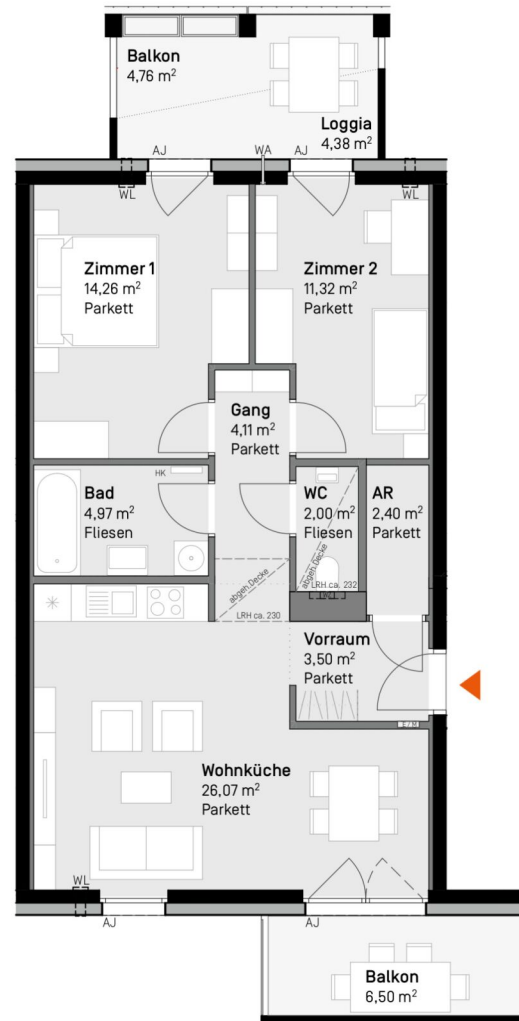 Balkon
4,76 m²
Loggia
4,38 m²
AJ
WA
AJ
WL
WL
Zimmer 1
14,26 m²
Parkett
Zimmer 2
11,32 m²
Parkett
Gang
4,11 m²
Parkett
HK
Bad
4,97 m²
Fliesen
WC
2,00 m²
Fliesen
AR
2,40 m²
Parkett
abgeh.Decke
abgeh.Decke
LRH ca. 232
LRH ca. 230
Vorraum
3,50 m²
Parkett
E / M
Wohnküche
26,07 m²
Parkett
WL
AJ
AJ
Balkon
6,50 m²